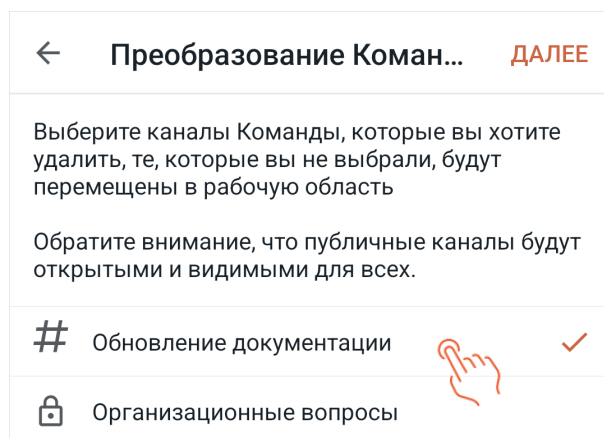 Преобразование Коман... ДАЛЕЕ
Выберите каналы Команды, которые вы хотите
удалить, те, которые вы не выбрали, будут
перемещены в рабочую область
Обратите внимание, что публичные каналы будут
открытыми и видимыми для всех.
# Обновление документации
Организационные вопросы